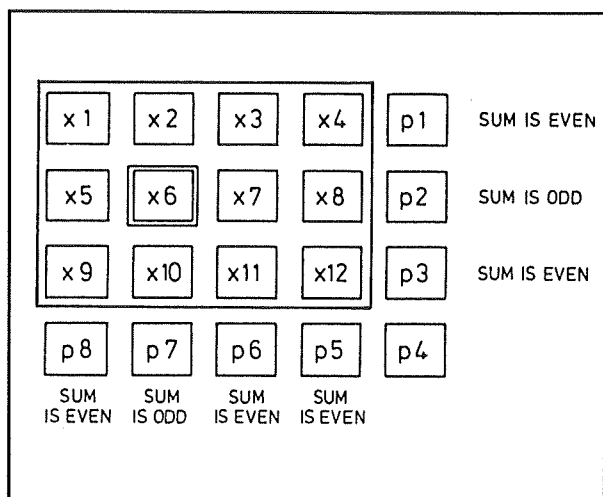 x1 x2 x3 x4 p1 SUM IS EVEN
x5 x6 x7 x8 p2 SUM IS ODD
x9 x10 x11 x12 p3 SUM IS EVEN
p8 p7 p6 p5 p4
SUM SUM SUM SUM
IS EVEN IS ODD IS EVEN IS EVEN